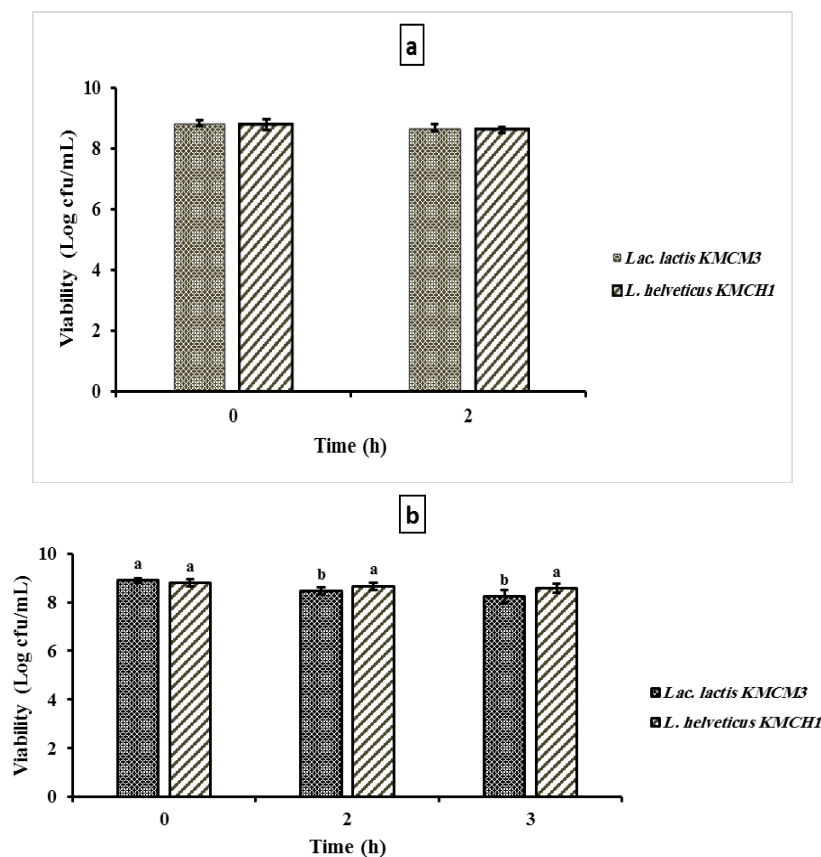 a
10
8
6
4
2
0
Viability (Log cfu/mL)
0 2
Time (h)
Lac. lactis KMCM3
L. helveticus KMCH1
b
10
8
6
4
2
0
Viability (Log cfu/mL)
a a b a b a
0 2 3
Time (h)
Lac. lactis KMCM3
L. helveticus KMCH1